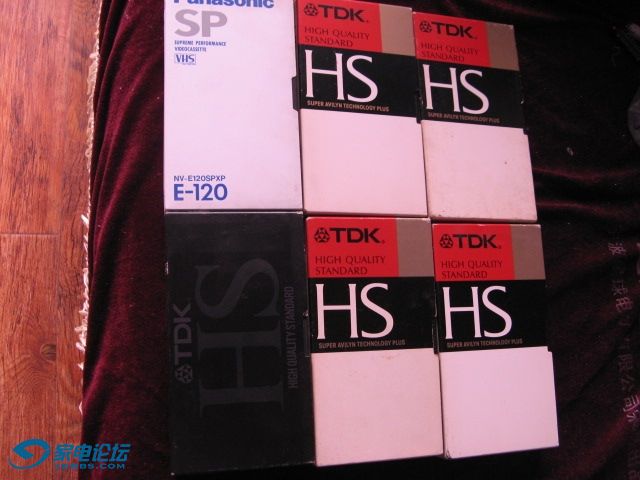 Panasonic
SP
SUPREME PERFORMANCE
VIDEOCASSETTE
VHS
NV-E120SPXP
E-120
TDK
HIGH QUALITY
STANDARD
HS
SUPER AVILYN TECHNOLOGY PLUS
TDK
HIGH QUALITY
STANDARD
HS
SUPER AVILYN TECHNOLOGY PLUS
TDK
HS
HIGH QUALITY STANDARD
TDK
HIGH QUALITY
STANDARD
HS
SUPER AVILYN TECHNOLOGY PLUS
TDK
HIGH QUALITY
STANDARD
HS
SUPER AVILYN TECHNOLOGY PLUS
家电论坛
JDBBS.COM